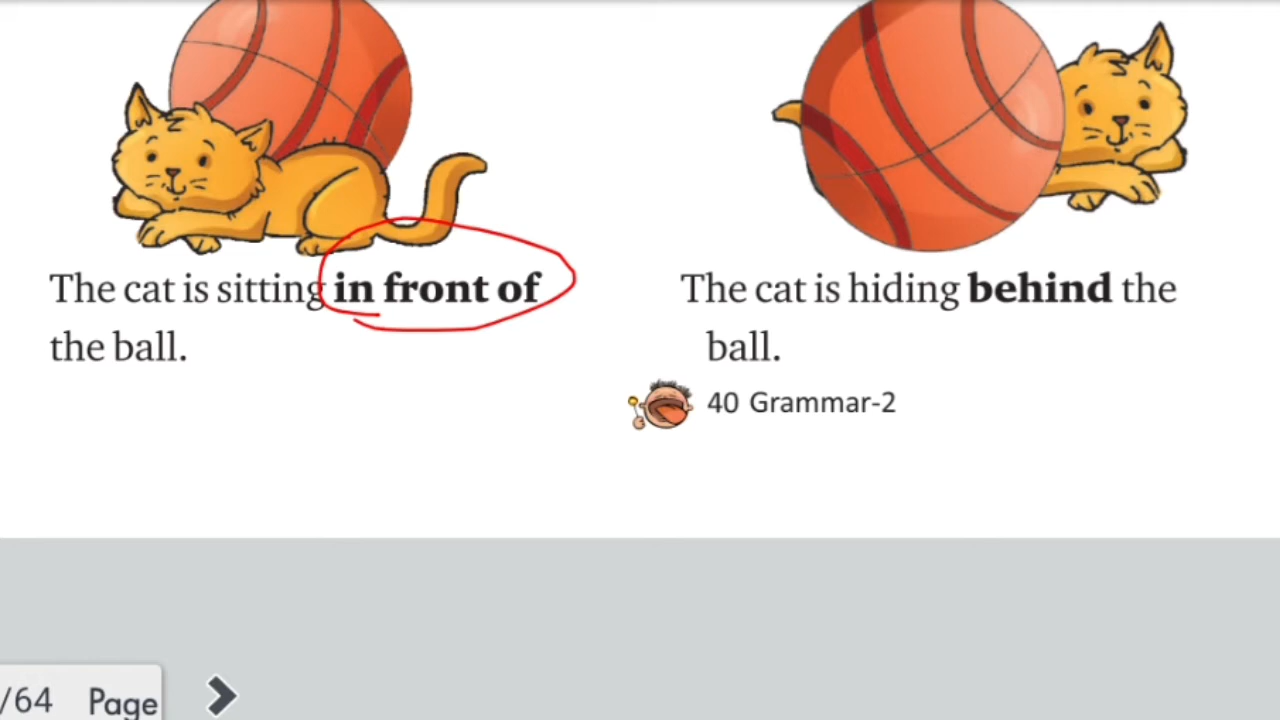 The cat is sitting in front of
the ball.
The cat is hiding behind the
ball.
40 Grammar-2
/64 Page